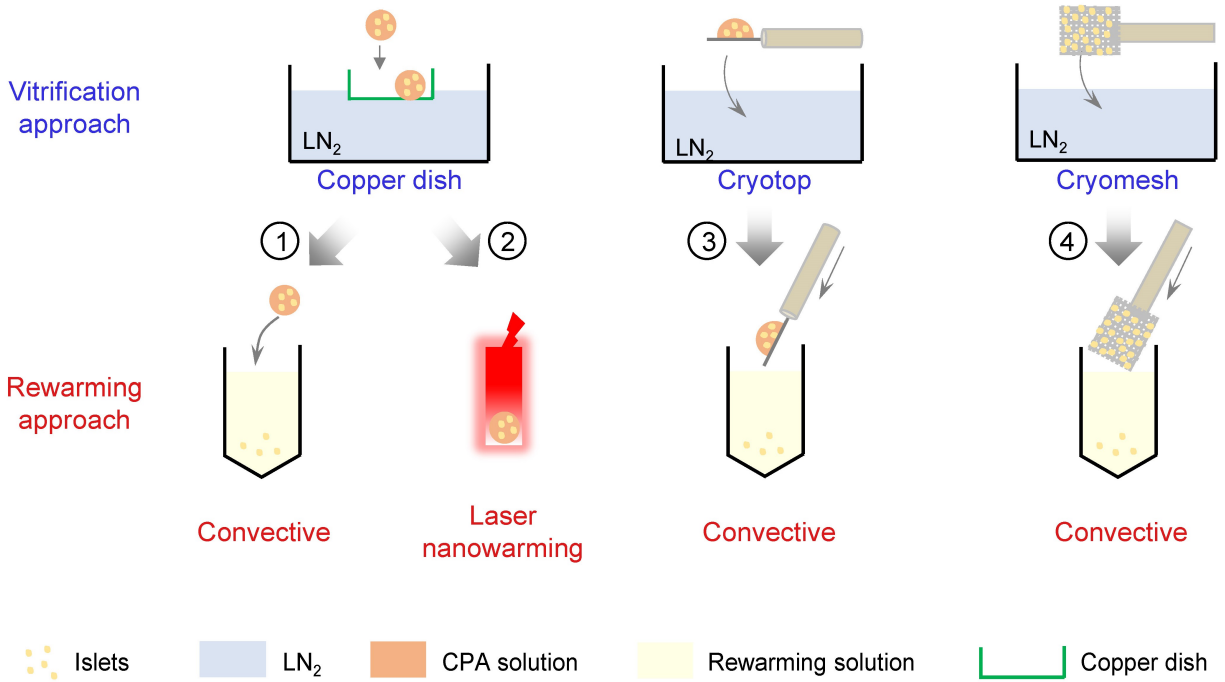 Vitrification
approach
LN₂
LN₂
LN₂
Copper dish
Cryotop
Cryomesh
1
2
3
4
Rewarming
approach
Convective
Laser
nanowarming
Convective
Convective
Islets
LN₂
CPA solution
Rewarming solution
Copper dish